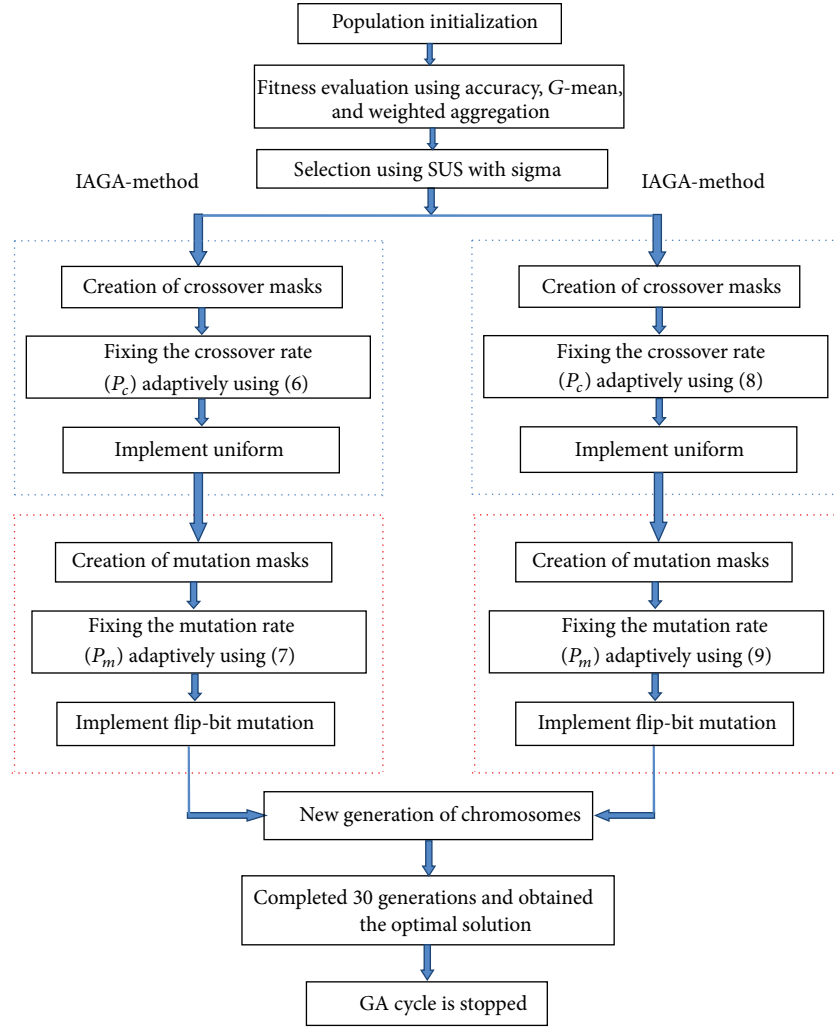 Population initialization
Fitness evaluation using accuracy, G-mean,
and weighted aggregation
Selection using SUS with sigma
IAGA-method
IAGA-method
Creation of crossover masks
Fixing the crossover rate
(P_c) adaptively using (6)
Implement uniform
Creation of mutation masks
Fixing the mutation rate
(P_m) adaptively using (7)
Implement flip-bit mutation
Creation of crossover masks
Fixing the crossover rate
(P_c) adaptively using (8)
Implement uniform
Creation of mutation masks
Fixing the mutation rate
(P_m) adaptively using (9)
Implement flip-bit mutation
New generation of chromosomes
Completed 30 generations and obtained
the optimal solution
GA cycle is stopped